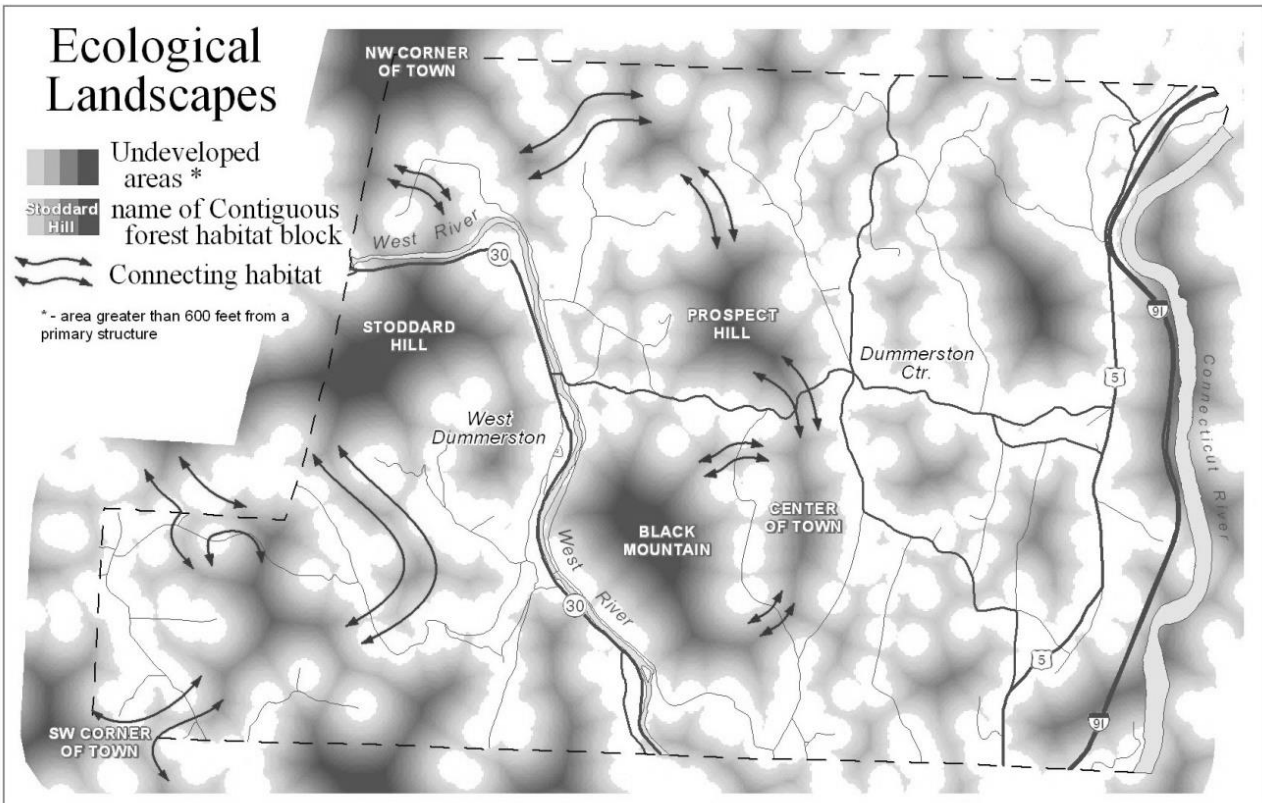 Ecological
Landscapes
Undeveloped
areas *
Stoddard
Hill
name of Contiguous
forest habitat block
Connecting habitat
* - area greater than 600 feet from a
primary structure
NW CORNER
OF TOWN
West River
30
STODDARD
HILL
PROSPECT
HILL
Dummerston
Ctr.
91
5
Connecticut River
West
Dummerston
BLACK
MOUNTAIN
CENTER
OF TOWN
West River
30
5
91
SW CORNER
OF TOWN